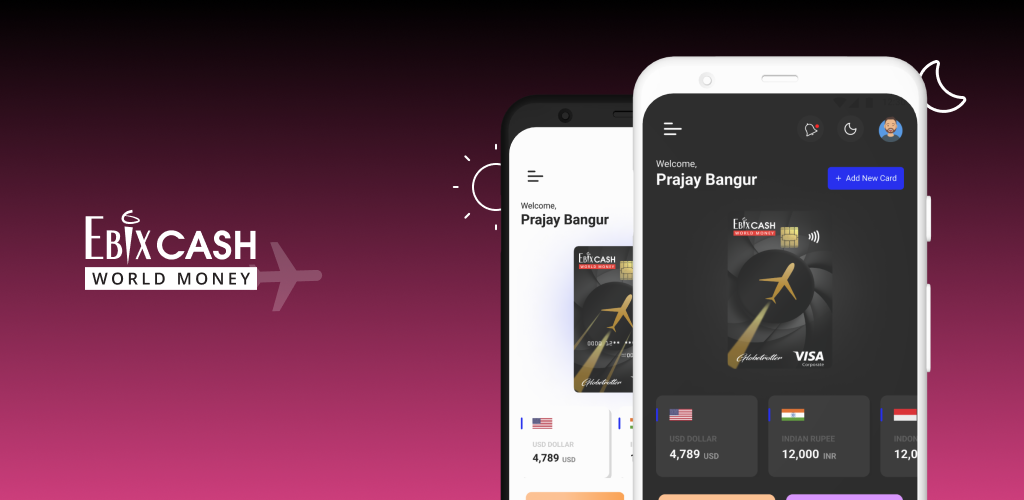 EBIXCASH
WORLD MONEY
Welcome,
Prajay Bangur
EBIXCASH
WORLD MONEY
Globetrotter
USD DOLLAR
4,789 USD
Welcome,
Prajay Bangur
+ Add New Card
EBIXCASH
WORLD MONEY
Globetrotter
VISA
Corporate
USD DOLLAR
4,789 USD
INDIAN RUPEE
12,000 INR
INDON
12,0